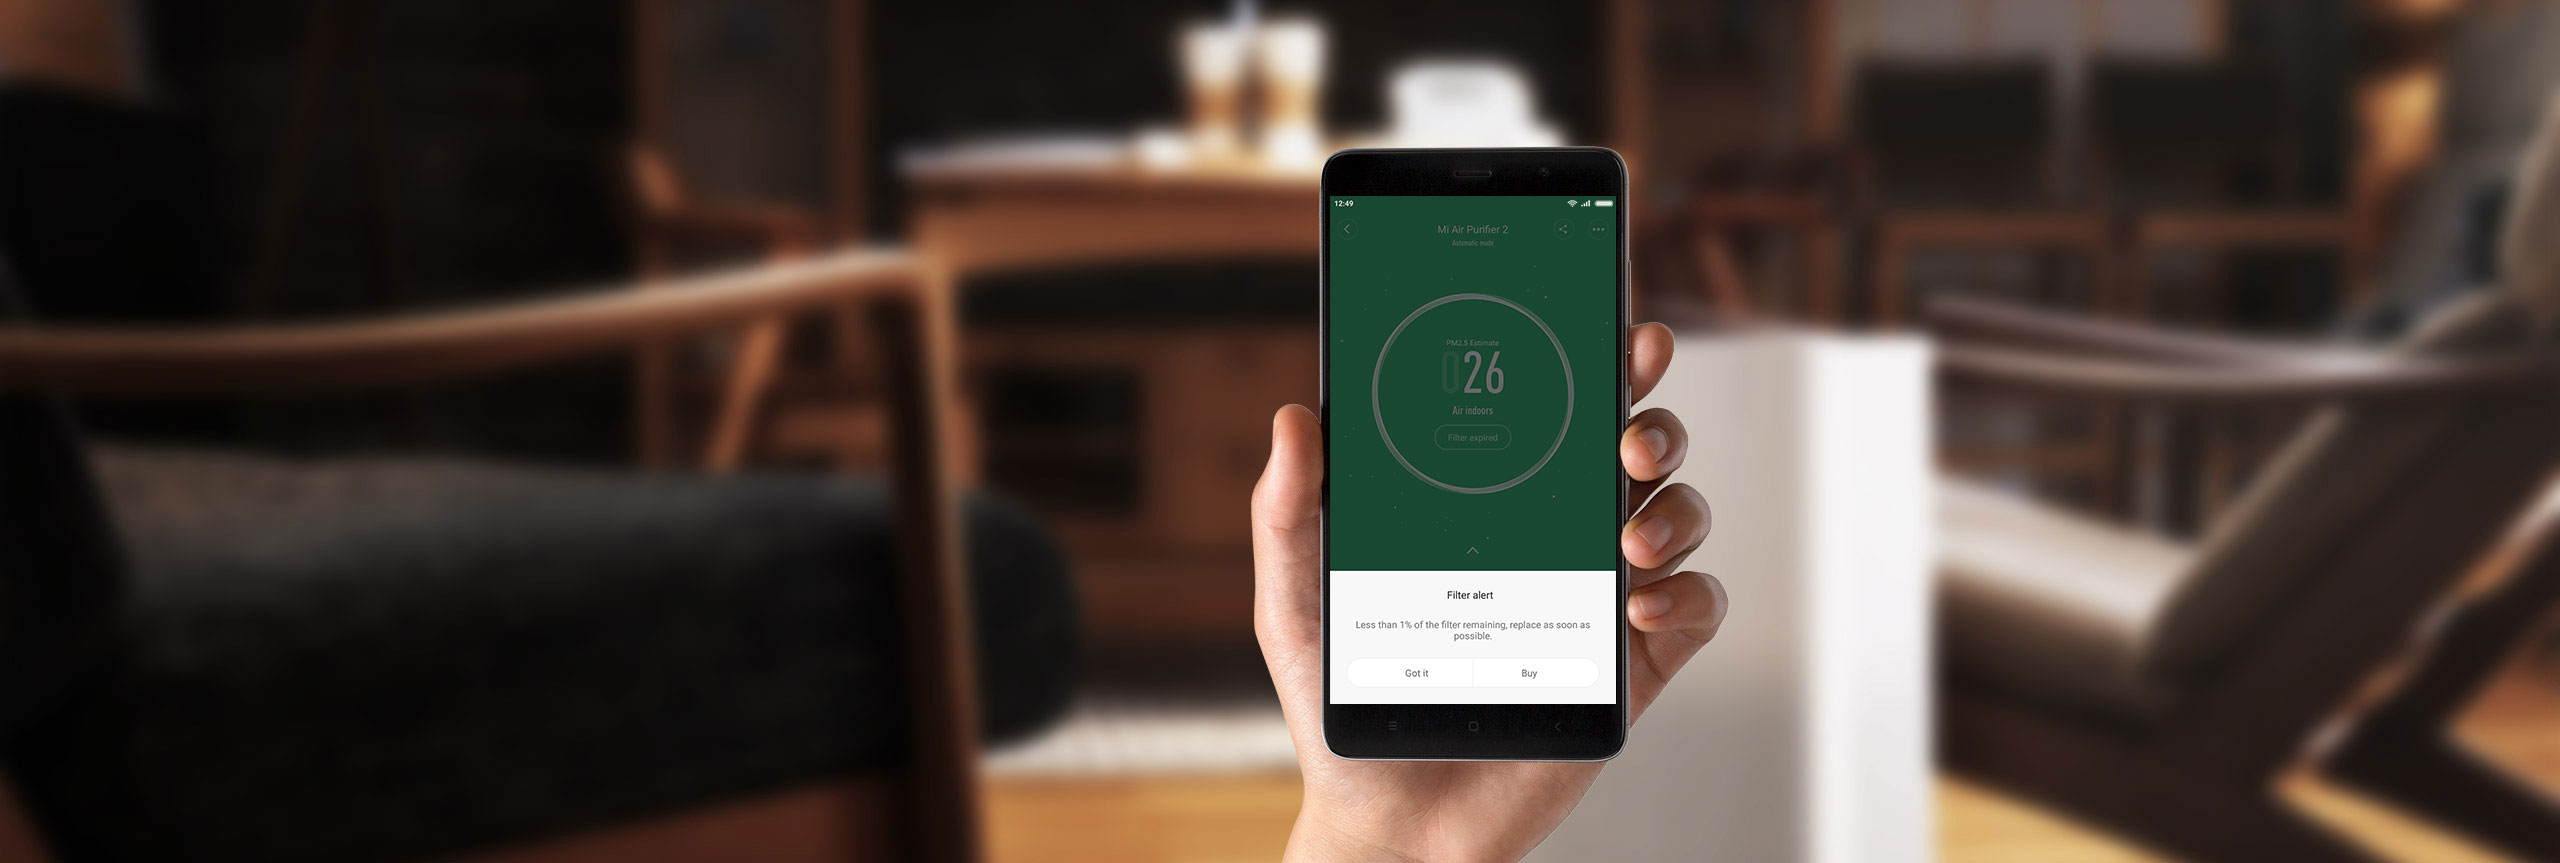 12:49
Mi Air Purifier 2
Automatic mode
PM2.5 Estimate
026
Air indoors
Filter expired
Filter alert
Less than 1% of the filter remaining, replace as soon as
possible.
Got it
Buy